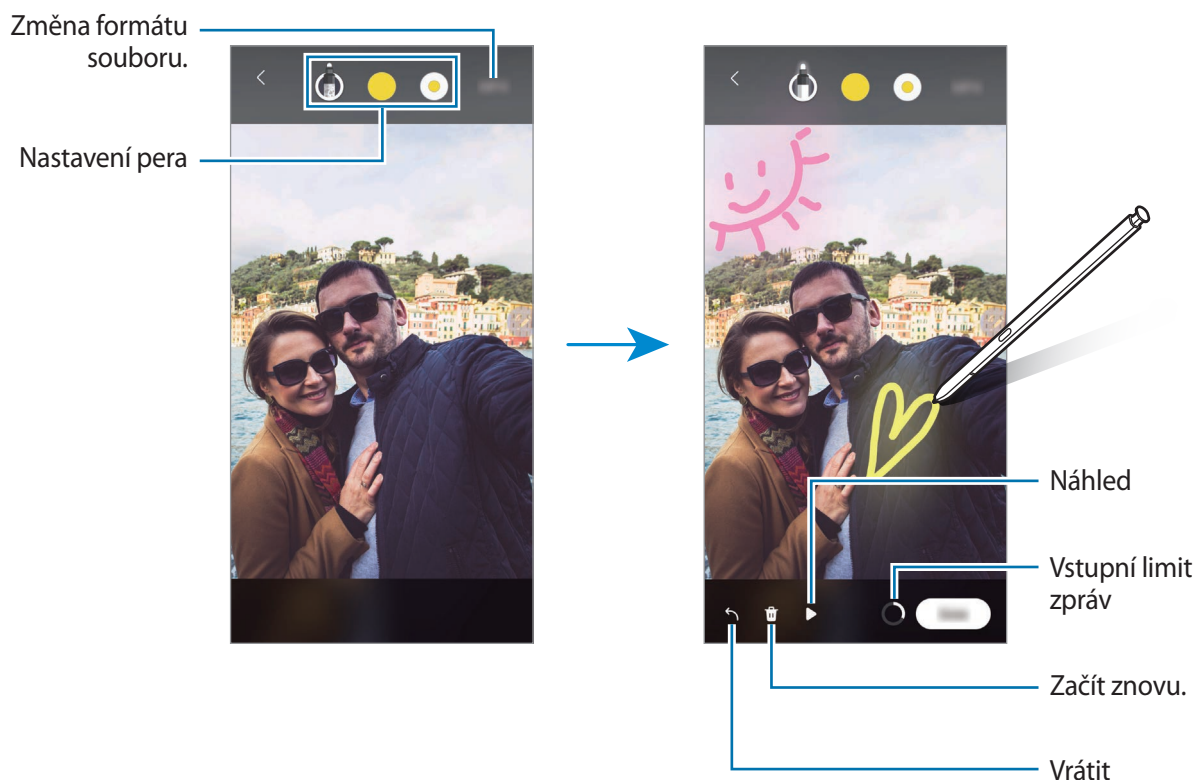 Změna formátu
souboru.
Nastavení pera
Náhled
Vstupní limit
zpráv
Začít znovu.
Vrátit